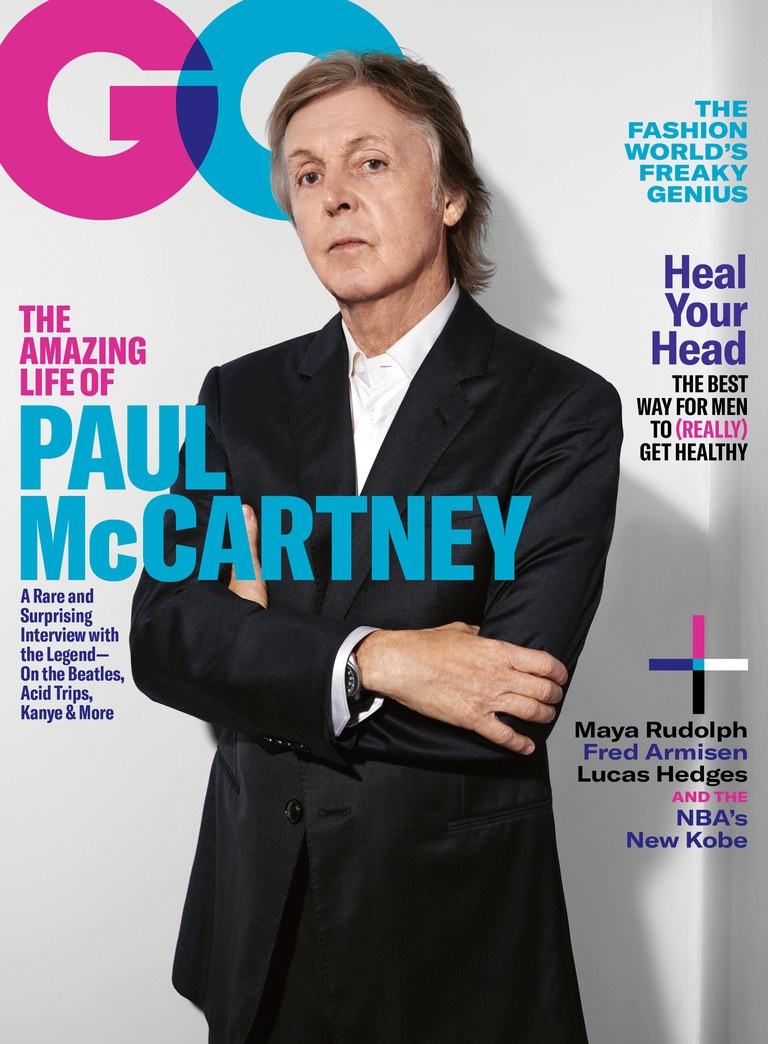 GQ
THE
FASHION
WORLD'S
FREAKY
GENIUS
Heal
Your
Head
THE BEST
WAY FOR MEN
TO (REALLY)
GET HEALTHY
THE
AMAZING
LIFE OF
PAUL
McCARTNEY
A Rare and
Surprising
Interview with
the Legend—
On the Beatles,
Acid Trips,
Kanye & More
Maya Rudolph
Fred Armisen
Lucas Hedges
AND THE
NBA's
New Kobe